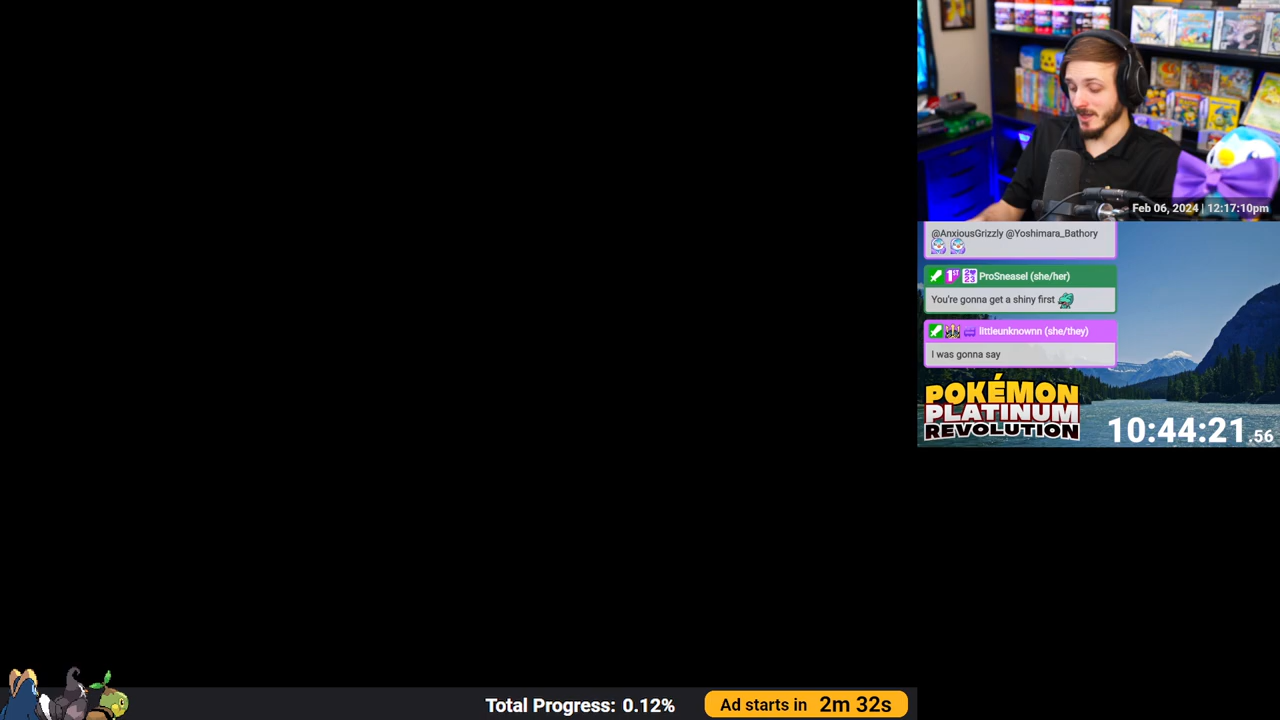 Feb 06, 2024 | 12:17:10pm
@AnxiousGrizzly @Yoshimara_Bathory
1ST ProSneasel (she/her)
You're gonna get a shiny first
littleunknownn (she/they)
I was gonna say
POKÉMON
PLATINUM
REVOLUTION
10:44:21.56
Total Progress: 0.12%
Ad starts in 2m 32s